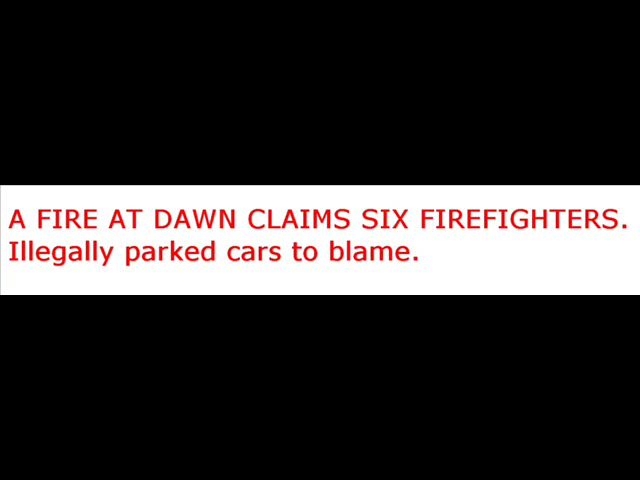 A FIRE AT DAWN CLAIMS SIX FIREFIGHTERS.
Illegally parked cars to blame.